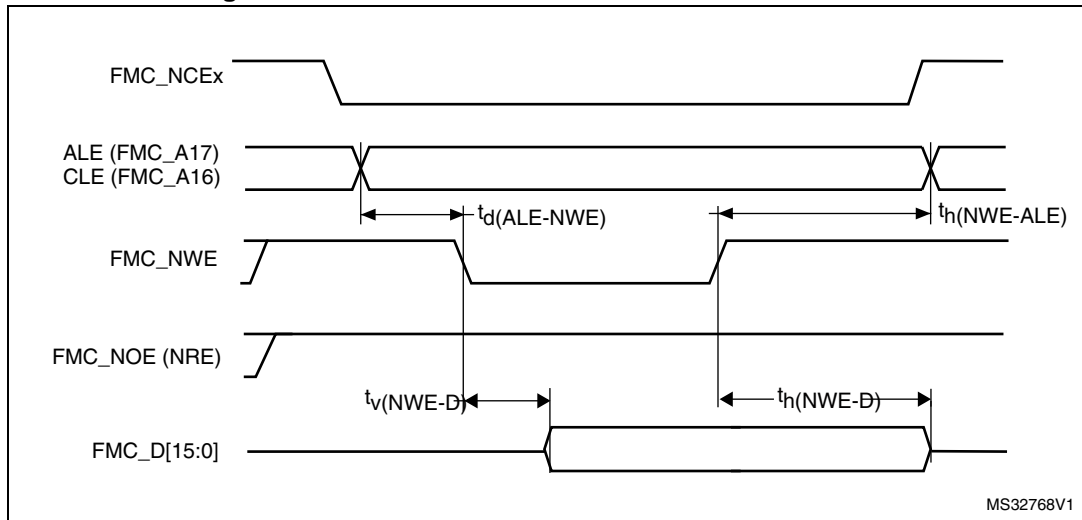 FMC_NCEx
ALE (FMC_A17)
CLE (FMC_A16)
td(ALE-NWE)
th(NWE-ALE)
FMC_NWE
FMC_NOE (NRE)
tv(NWE-D)
th(NWE-D)
FMC_D[15:0]
MS32768V1